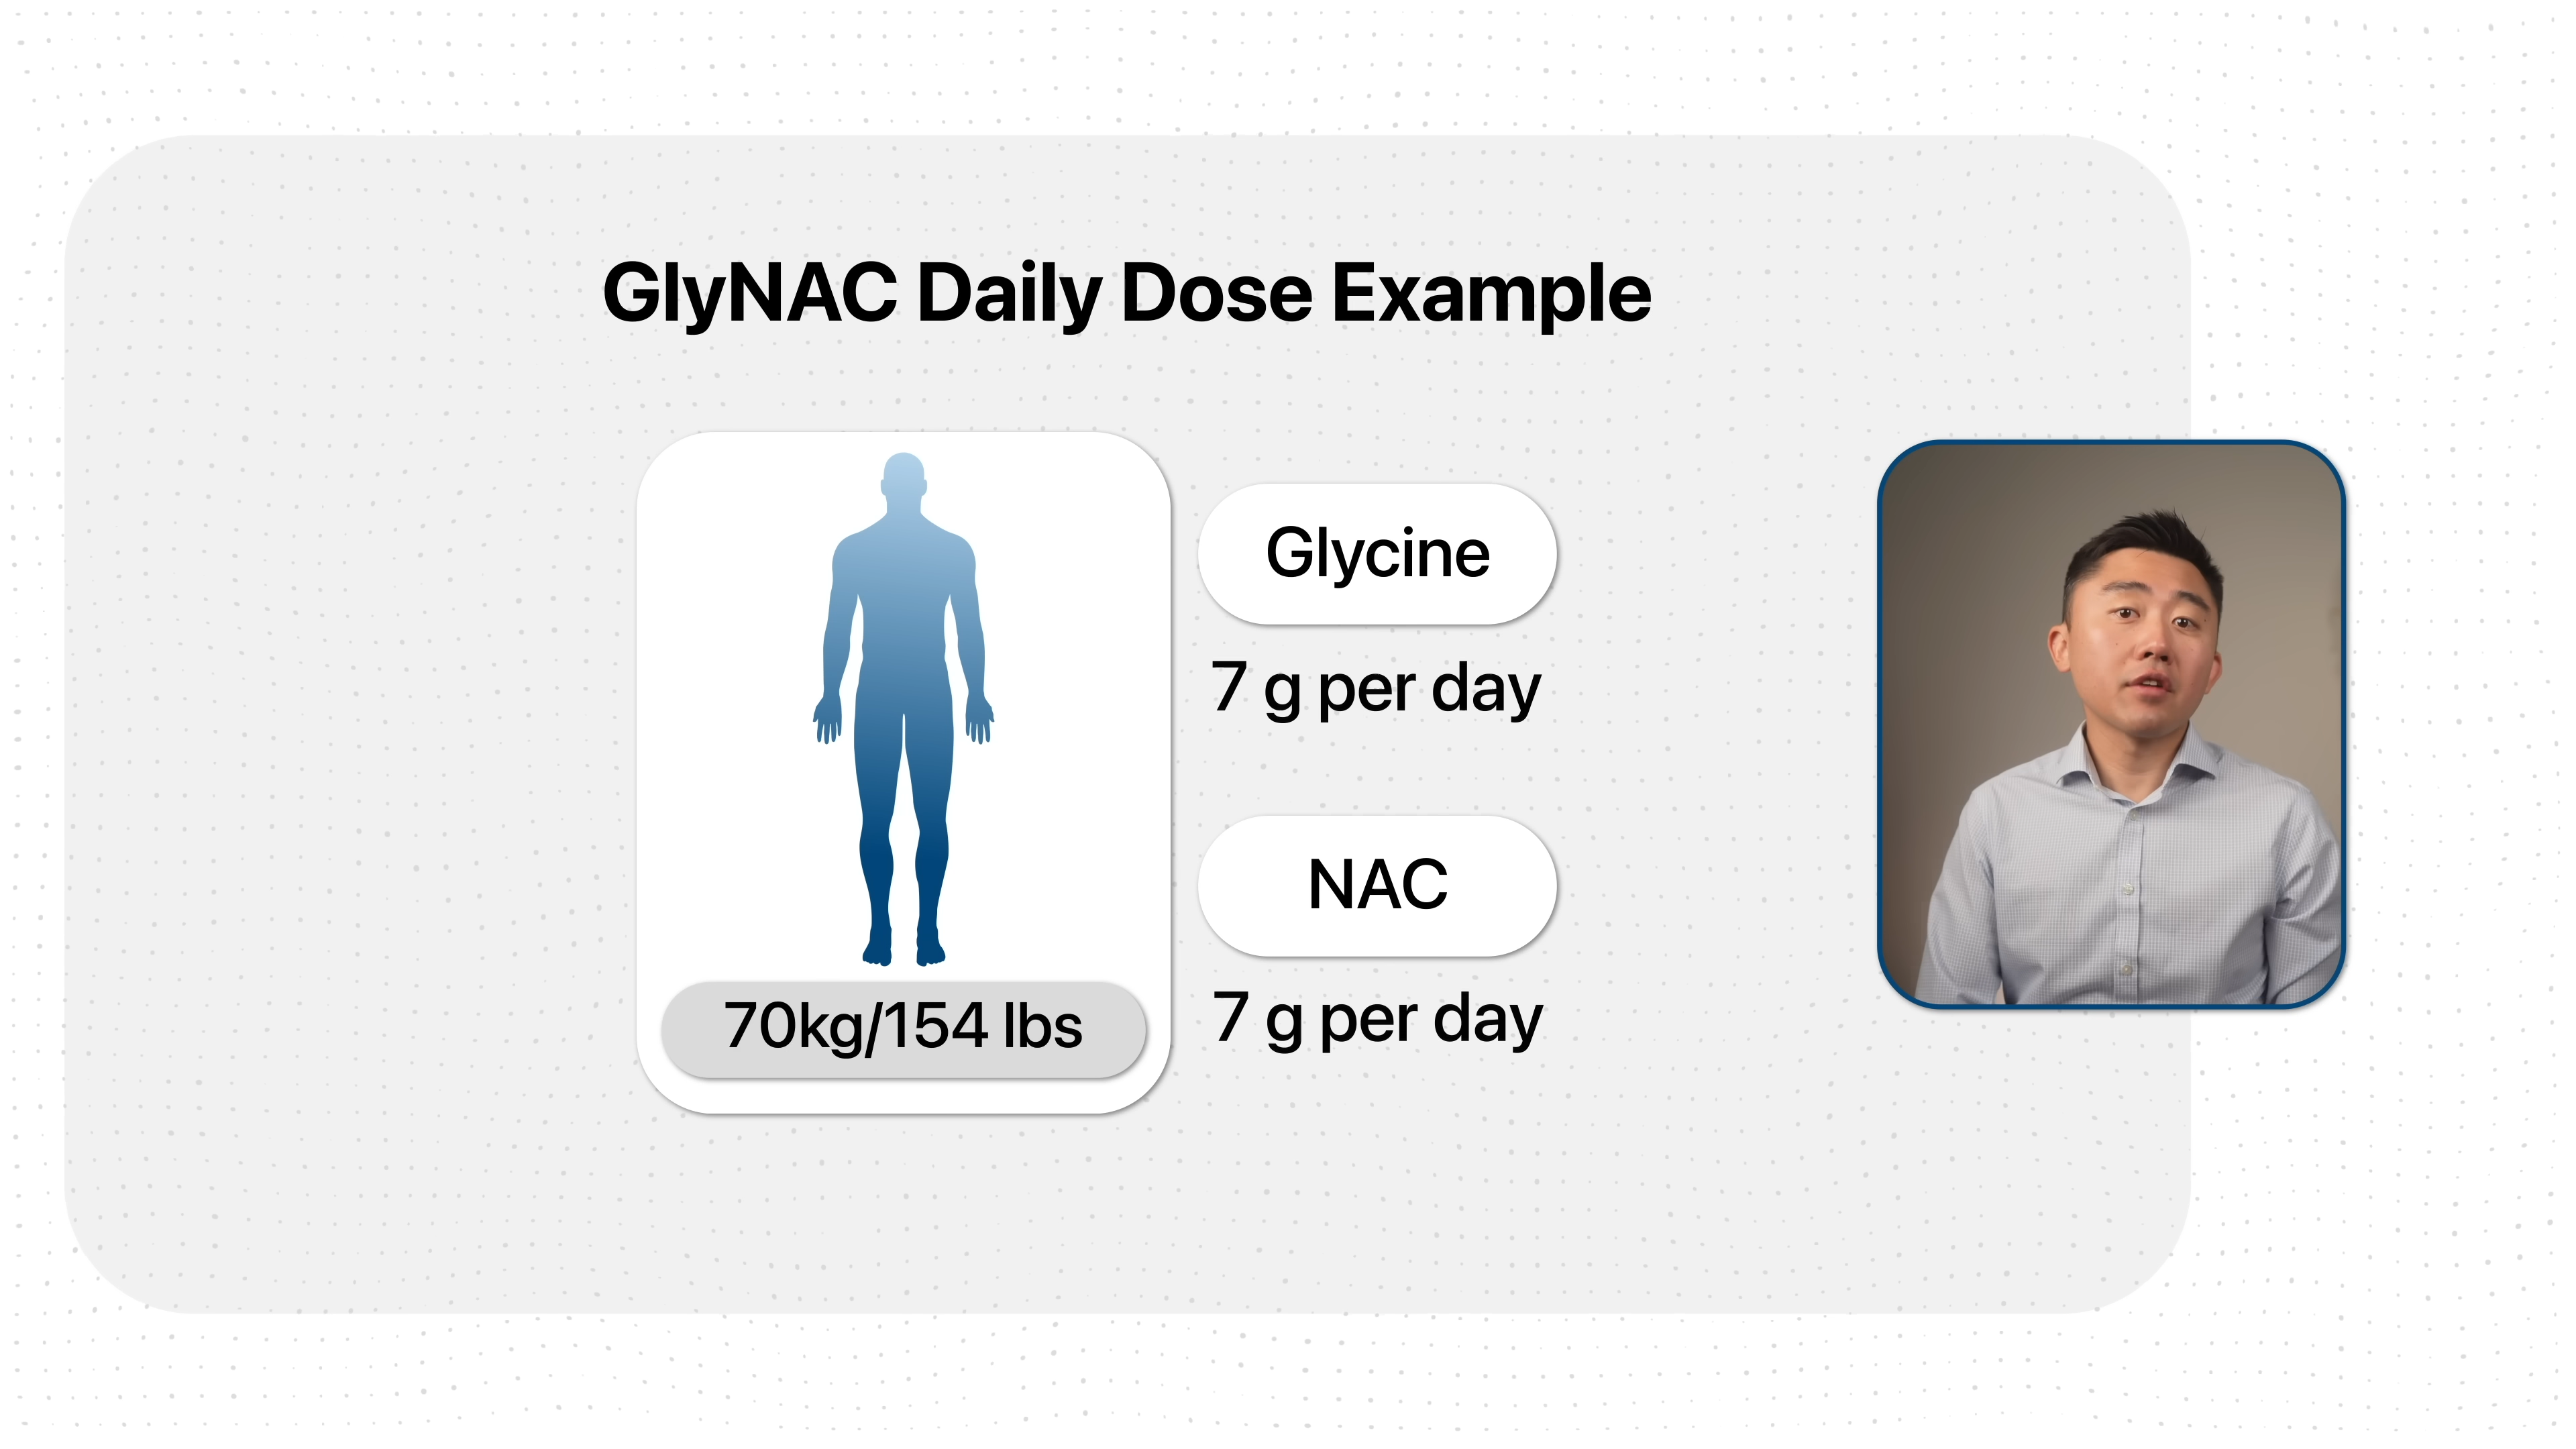 GlyNAC Daily Dose Example
Glycine
7 g per day
NAC
7 g per day
70kg/154 lbs